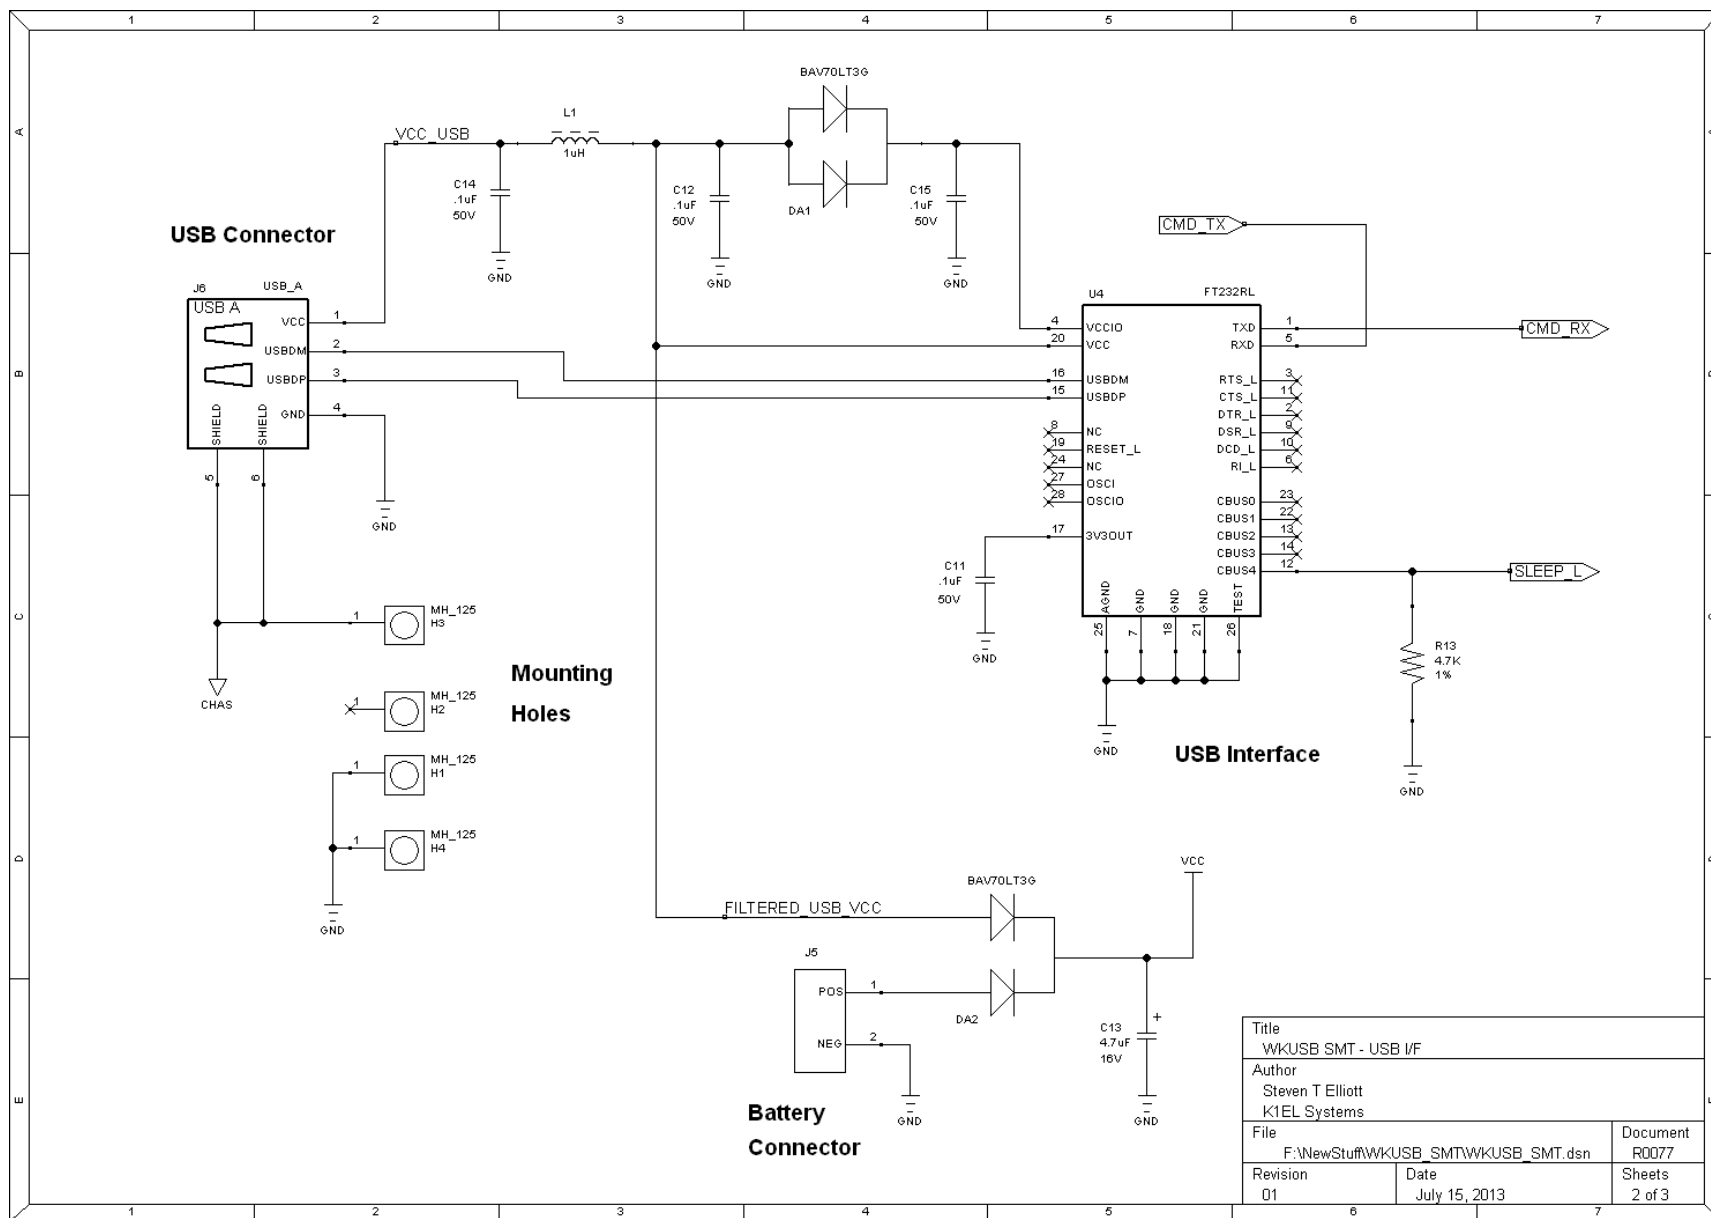 1 2 3 4 5 6 7
A
B
C
D
E
BAV70LT3G
DA1
VCC_USB
L1
1uH
C14
.1uF
50V
GND
C12
.1uF
50V
GND
C15
.1uF
50V
GND
CMD_TX
USB Connector
J6 USB_A
USB A
VCC 1
USBDM 2
USBDP 3
GND 4
SHIELD SHIELD
5 6
GND
CHAS
U4 FT232RL
4 VCCIO
20 VCC
16 USBDM
15 USBDP
8 NC
19 RESET_L
24 NC
27 OSCI
28 OSCIO
17 3V3OUT
TXD 1
RXD 5
RTS_L 3
CTS_L 11
DTR_L 2
DSR_L 9
DCD_L 10
RI_L 6
CBUS0 23
CBUS1 22
CBUS2 13
CBUS3 14
CBUS4 12
AGND GND GND GND TEST
25 7 18 21 26
GND
CMD_RX
SLEEP_L
C11
.1uF
50V
GND
R13
4.7K
1%
GND
USB Interface
1 MH_125
H3
1 MH_125
H2
1 MH_125
H1
1 MH_125
H4
GND
Mounting
Holes
FILTERED_USB_VCC
BAV70LT3G
DA2
VCC
J5
POS 1
NEG 2
GND
C13
4.7uF
16V
+
GND
Battery
Connector
Title
WKUSB SMT - USB I/F
Author
Steven T Elliott
K1EL Systems
File
F:\NewStuff\WKUSB_SMT\WKUSB_SMT.dsn
Document
R0077
Revision
01
Date
July 15, 2013
Sheets
2 of 3
1 2 3 4 5 6 7